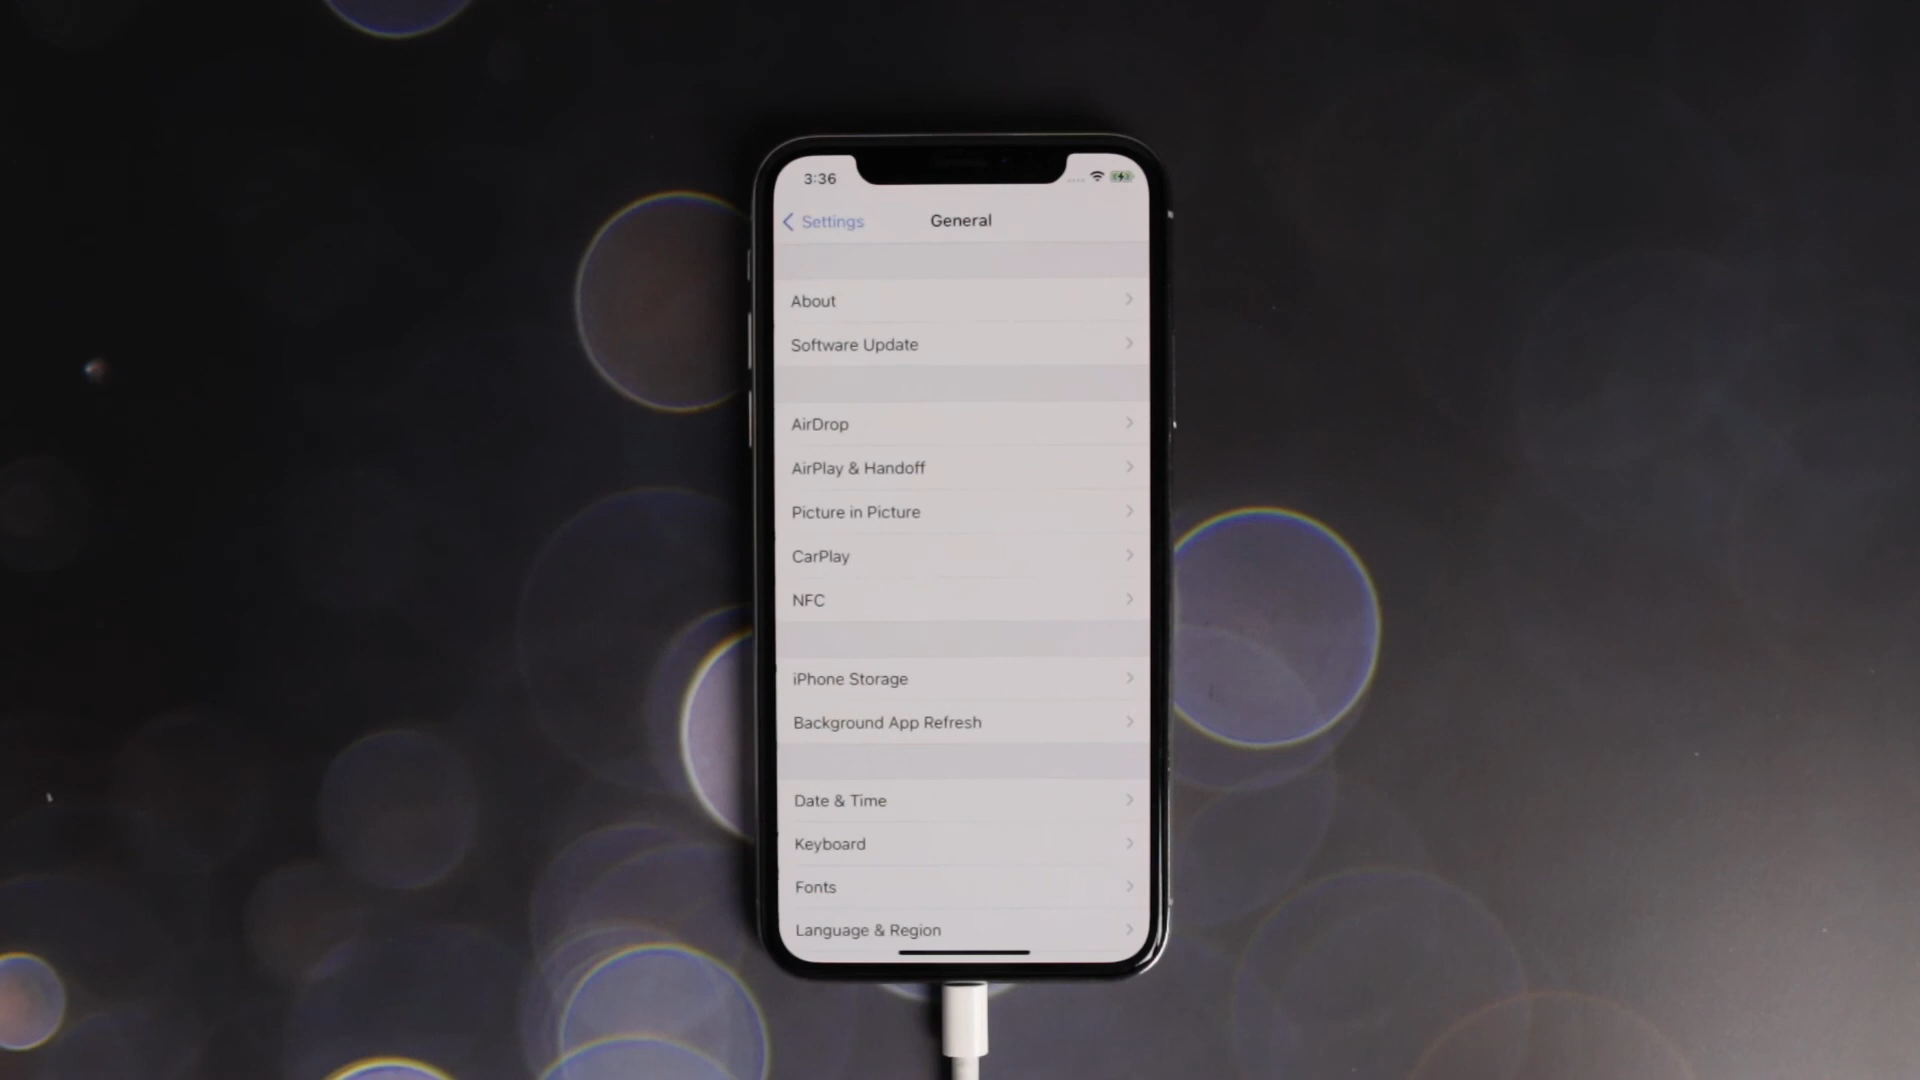 3:36
Settings
General
About
Software Update
AirDrop
AirPlay & Handoff
Picture in Picture
CarPlay
NFC
iPhone Storage
Background App Refresh
Date & Time
Keyboard
Fonts
Language & Region